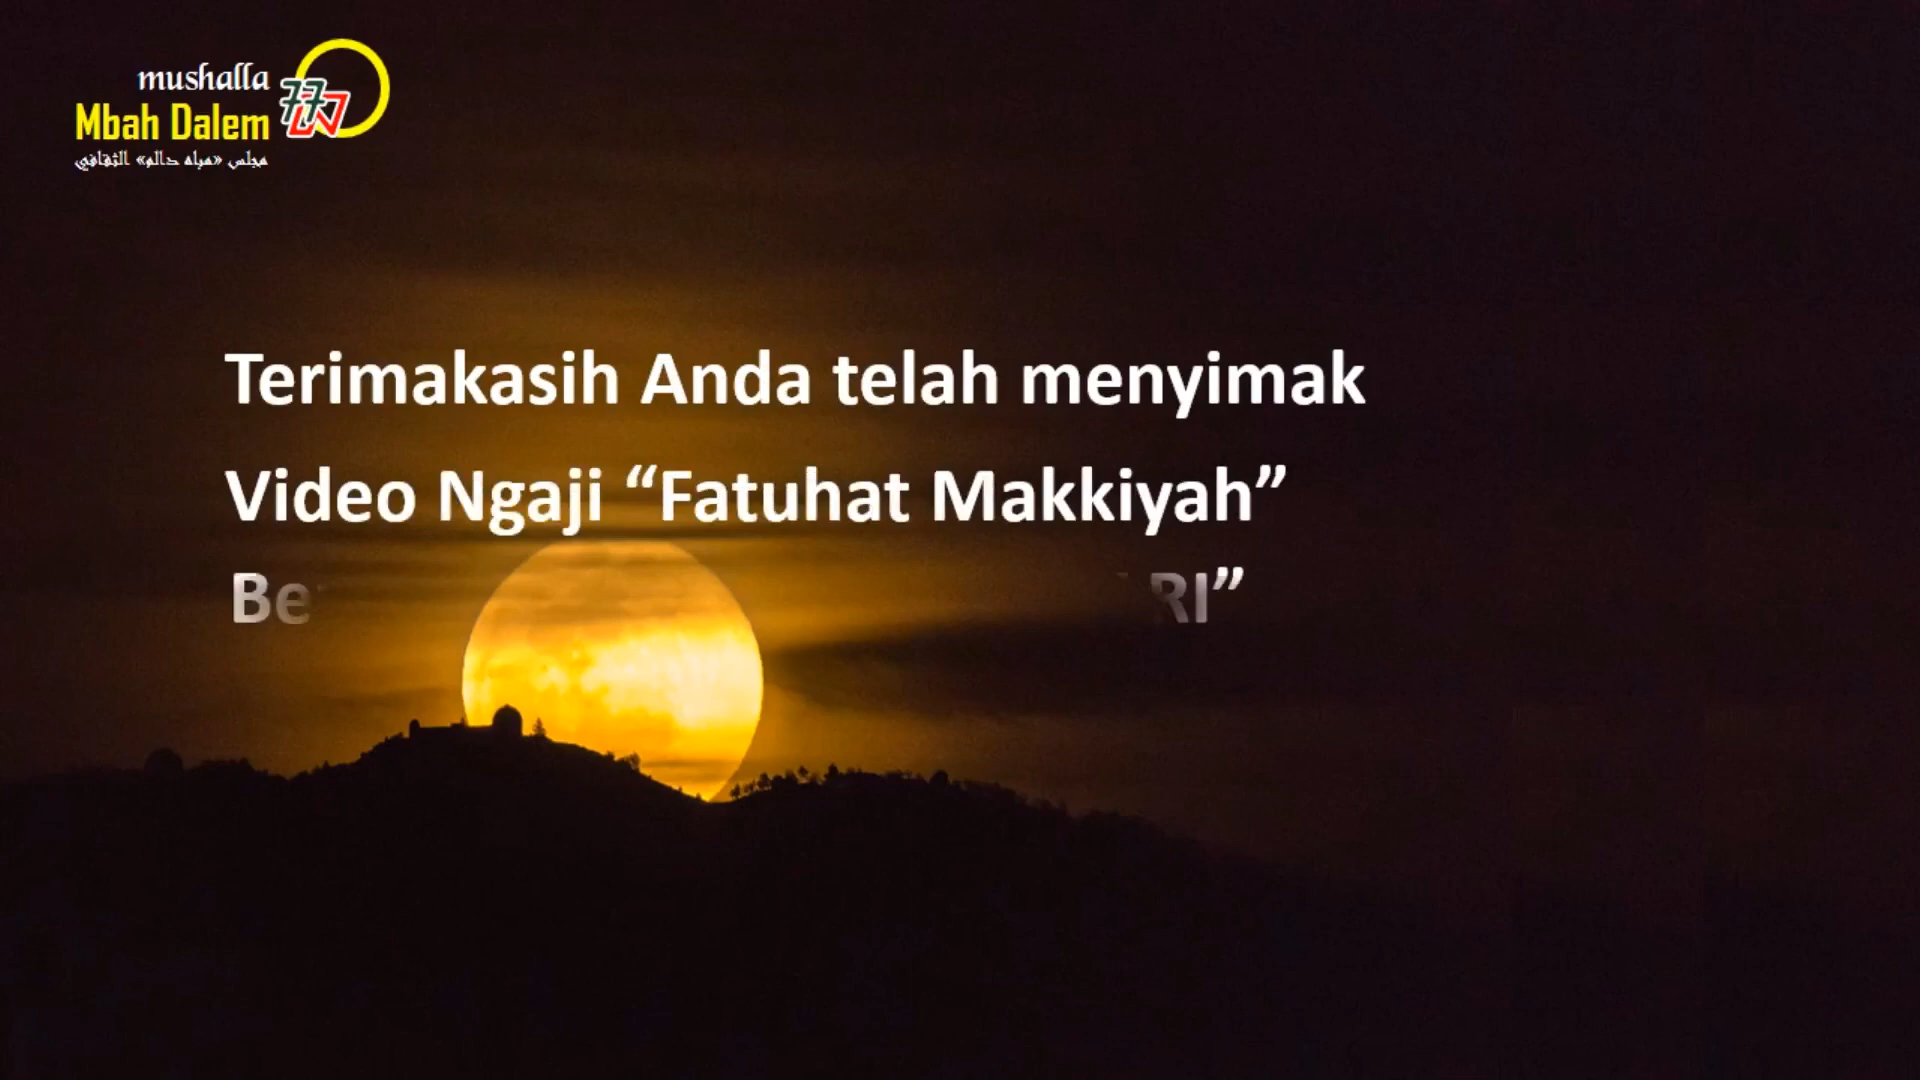 mushalla
Mbah Dalem
مجلس «مباه دالم» الثقافي
Terimakasih Anda telah menyimak
Video Ngaji “Fatuhat Makkiyah”